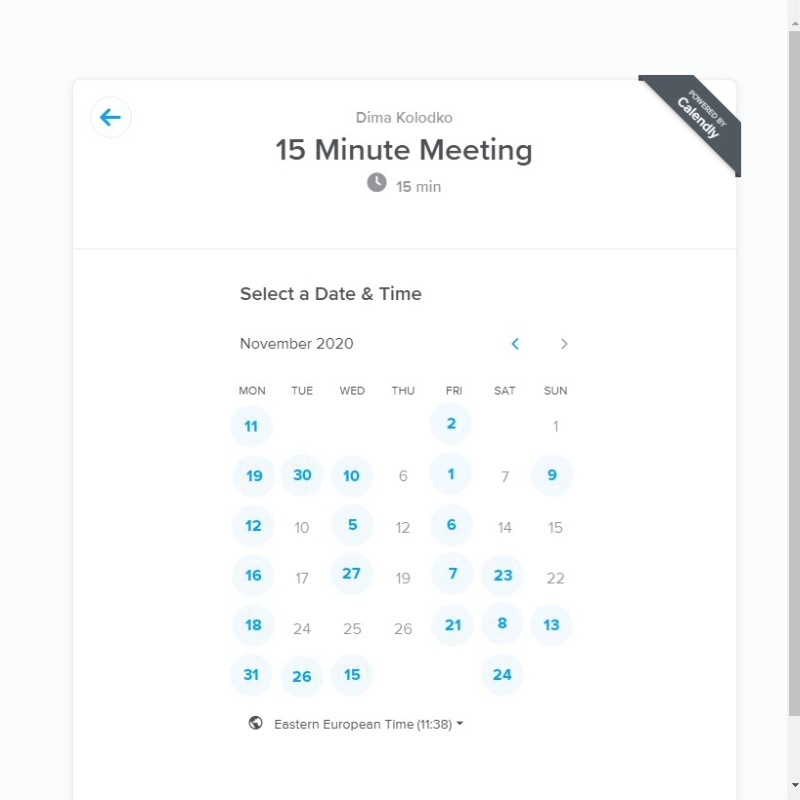 POWERED BY
Calendly
Dima Kolodko
15 Minute Meeting
15 min
Select a Date & Time
November 2020
MON TUE WED THU FRI SAT SUN
11 2 1
19 30 10 6 1 7 9
12 10 5 12 6 14 15
16 17 27 19 7 23 22
18 24 25 26 21 8 13
31 26 15 24
Eastern European Time (11:38)